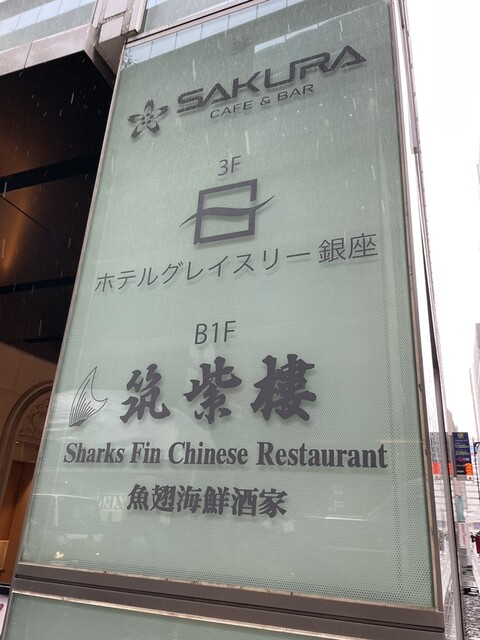 SAKURA
CAFE & BAR
3F
ホテルグレイスリー銀座
B1F
筑紫樓
Sharks Fin Chinese Restaurant
魚翅海鮮酒家